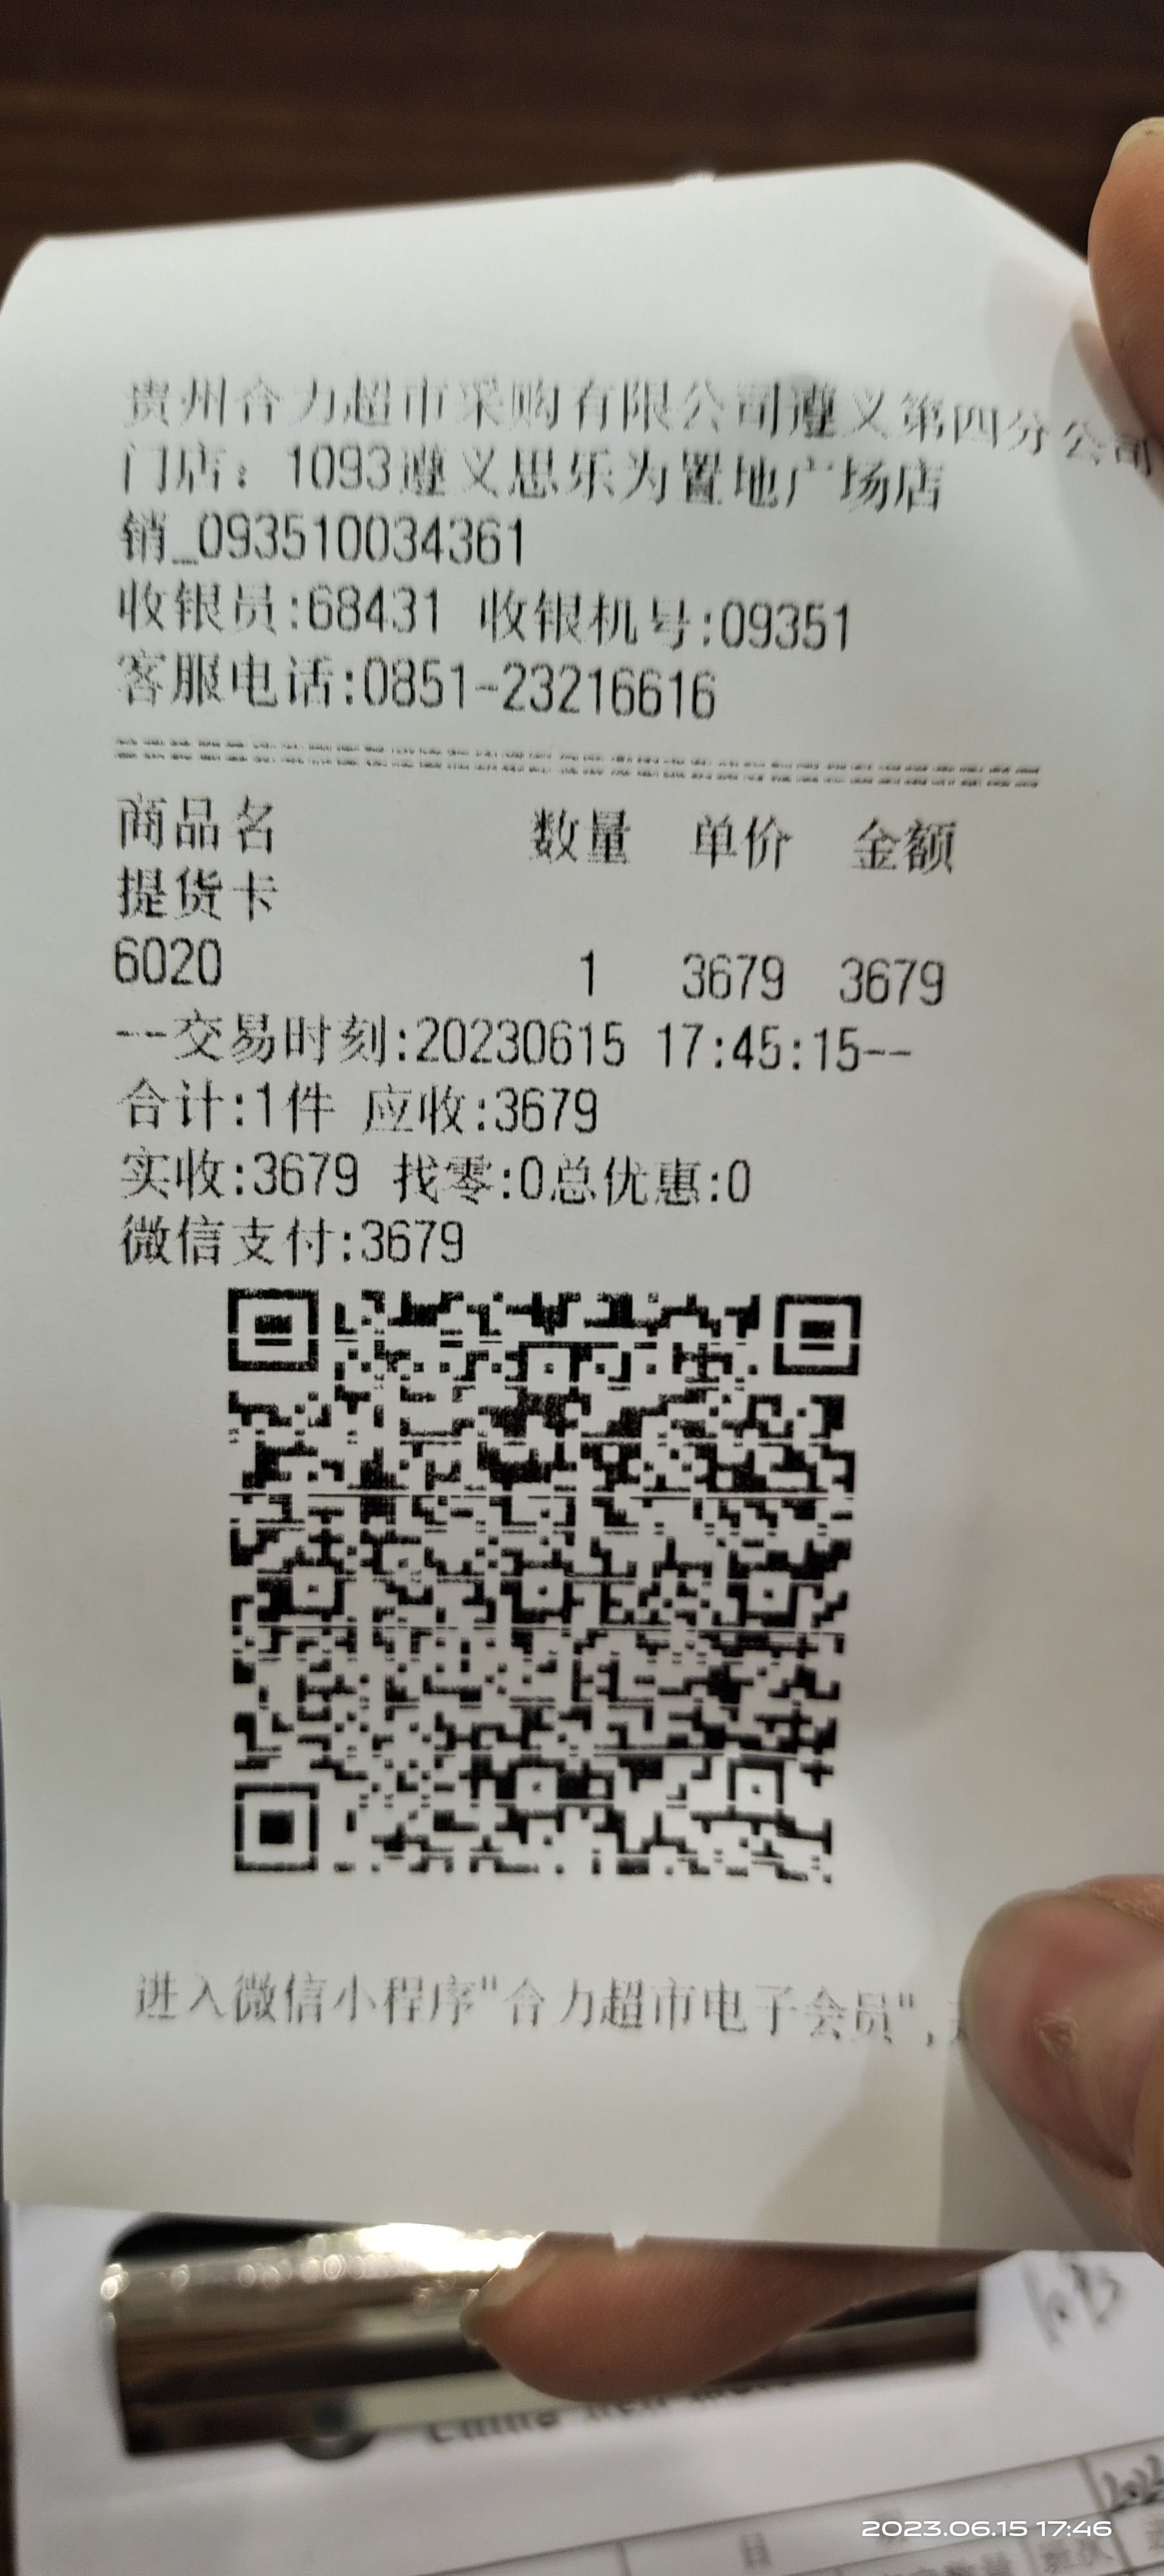 贵州合力超市采购有限公司遵义第四分公司
门店：1093遵义思乐为置地广场店
销_093510034361
收银员:68431 收银机号:09351
客服电话:0851-23216616
商品名 数量 单价 金额
提货卡
6020 1 3679 3679
--交易时刻:20230615 17:45:15--
合计:1件 应收:3679
实收:3679 找零:0总优惠:0
微信支付:3679
进入微信小程序"合力超市电子会员",
2023.06.15 17:46